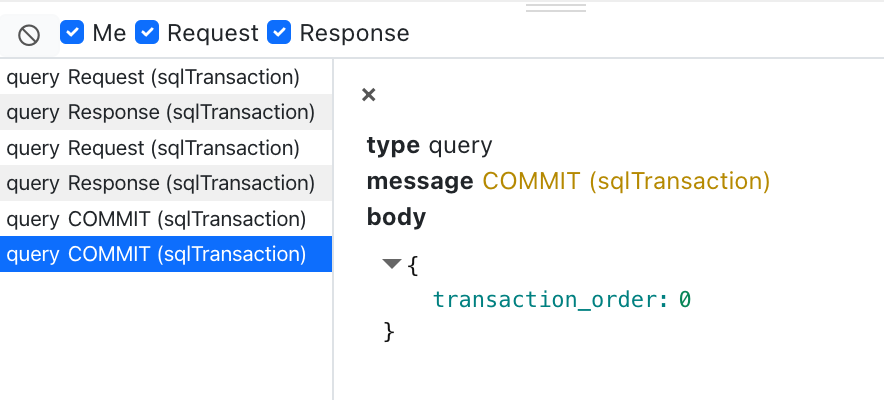 Me Request Response
query Request (sqlTransaction)
query Response (sqlTransaction)
query Request (sqlTransaction)
query Response (sqlTransaction)
query COMMIT (sqlTransaction)
query COMMIT (sqlTransaction)
×
type query
message COMMIT (sqlTransaction)
body
{
transaction_order: 0
}